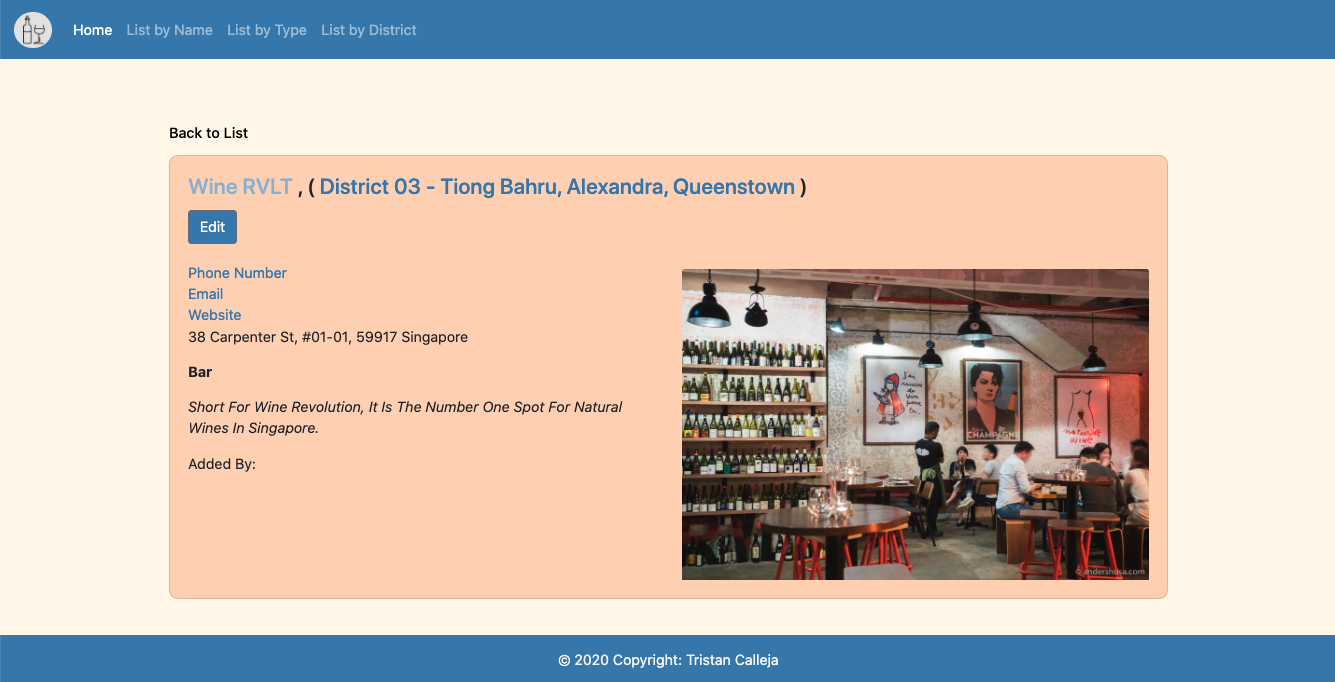 Home List by Name List by Type List by District
Back to List
Wine RVLT , ( District 03 - Tiong Bahru, Alexandra, Queenstown )
Edit
Phone Number
Email
Website
38 Carpenter St, #01-01, 59917 Singapore
Bar
Short For Wine Revolution, It Is The Number One Spot For Natural
Wines In Singapore.
Added By:
CHAMPAGNE
© andershusa.com
© 2020 Copyright: Tristan Calleja